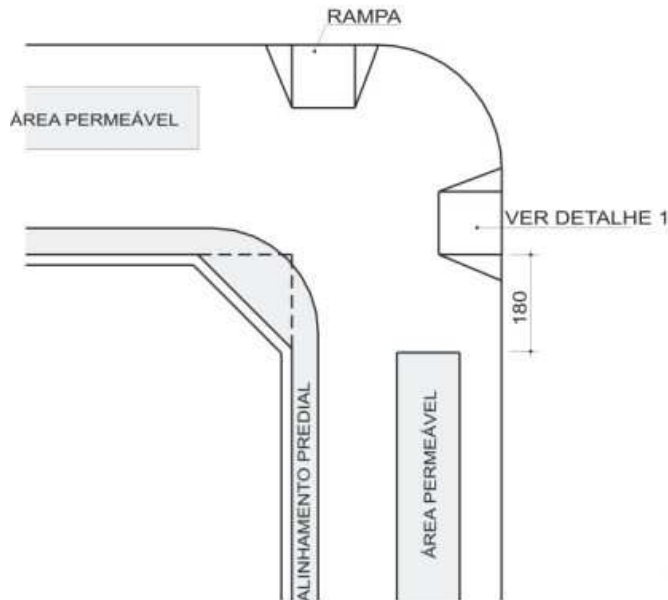 RAMPA
ÁREA PERMEÁVEL
VER DETALHE 1
180
ALINHAMENTO PREDIAL
ÁREA PERMEÁVEL